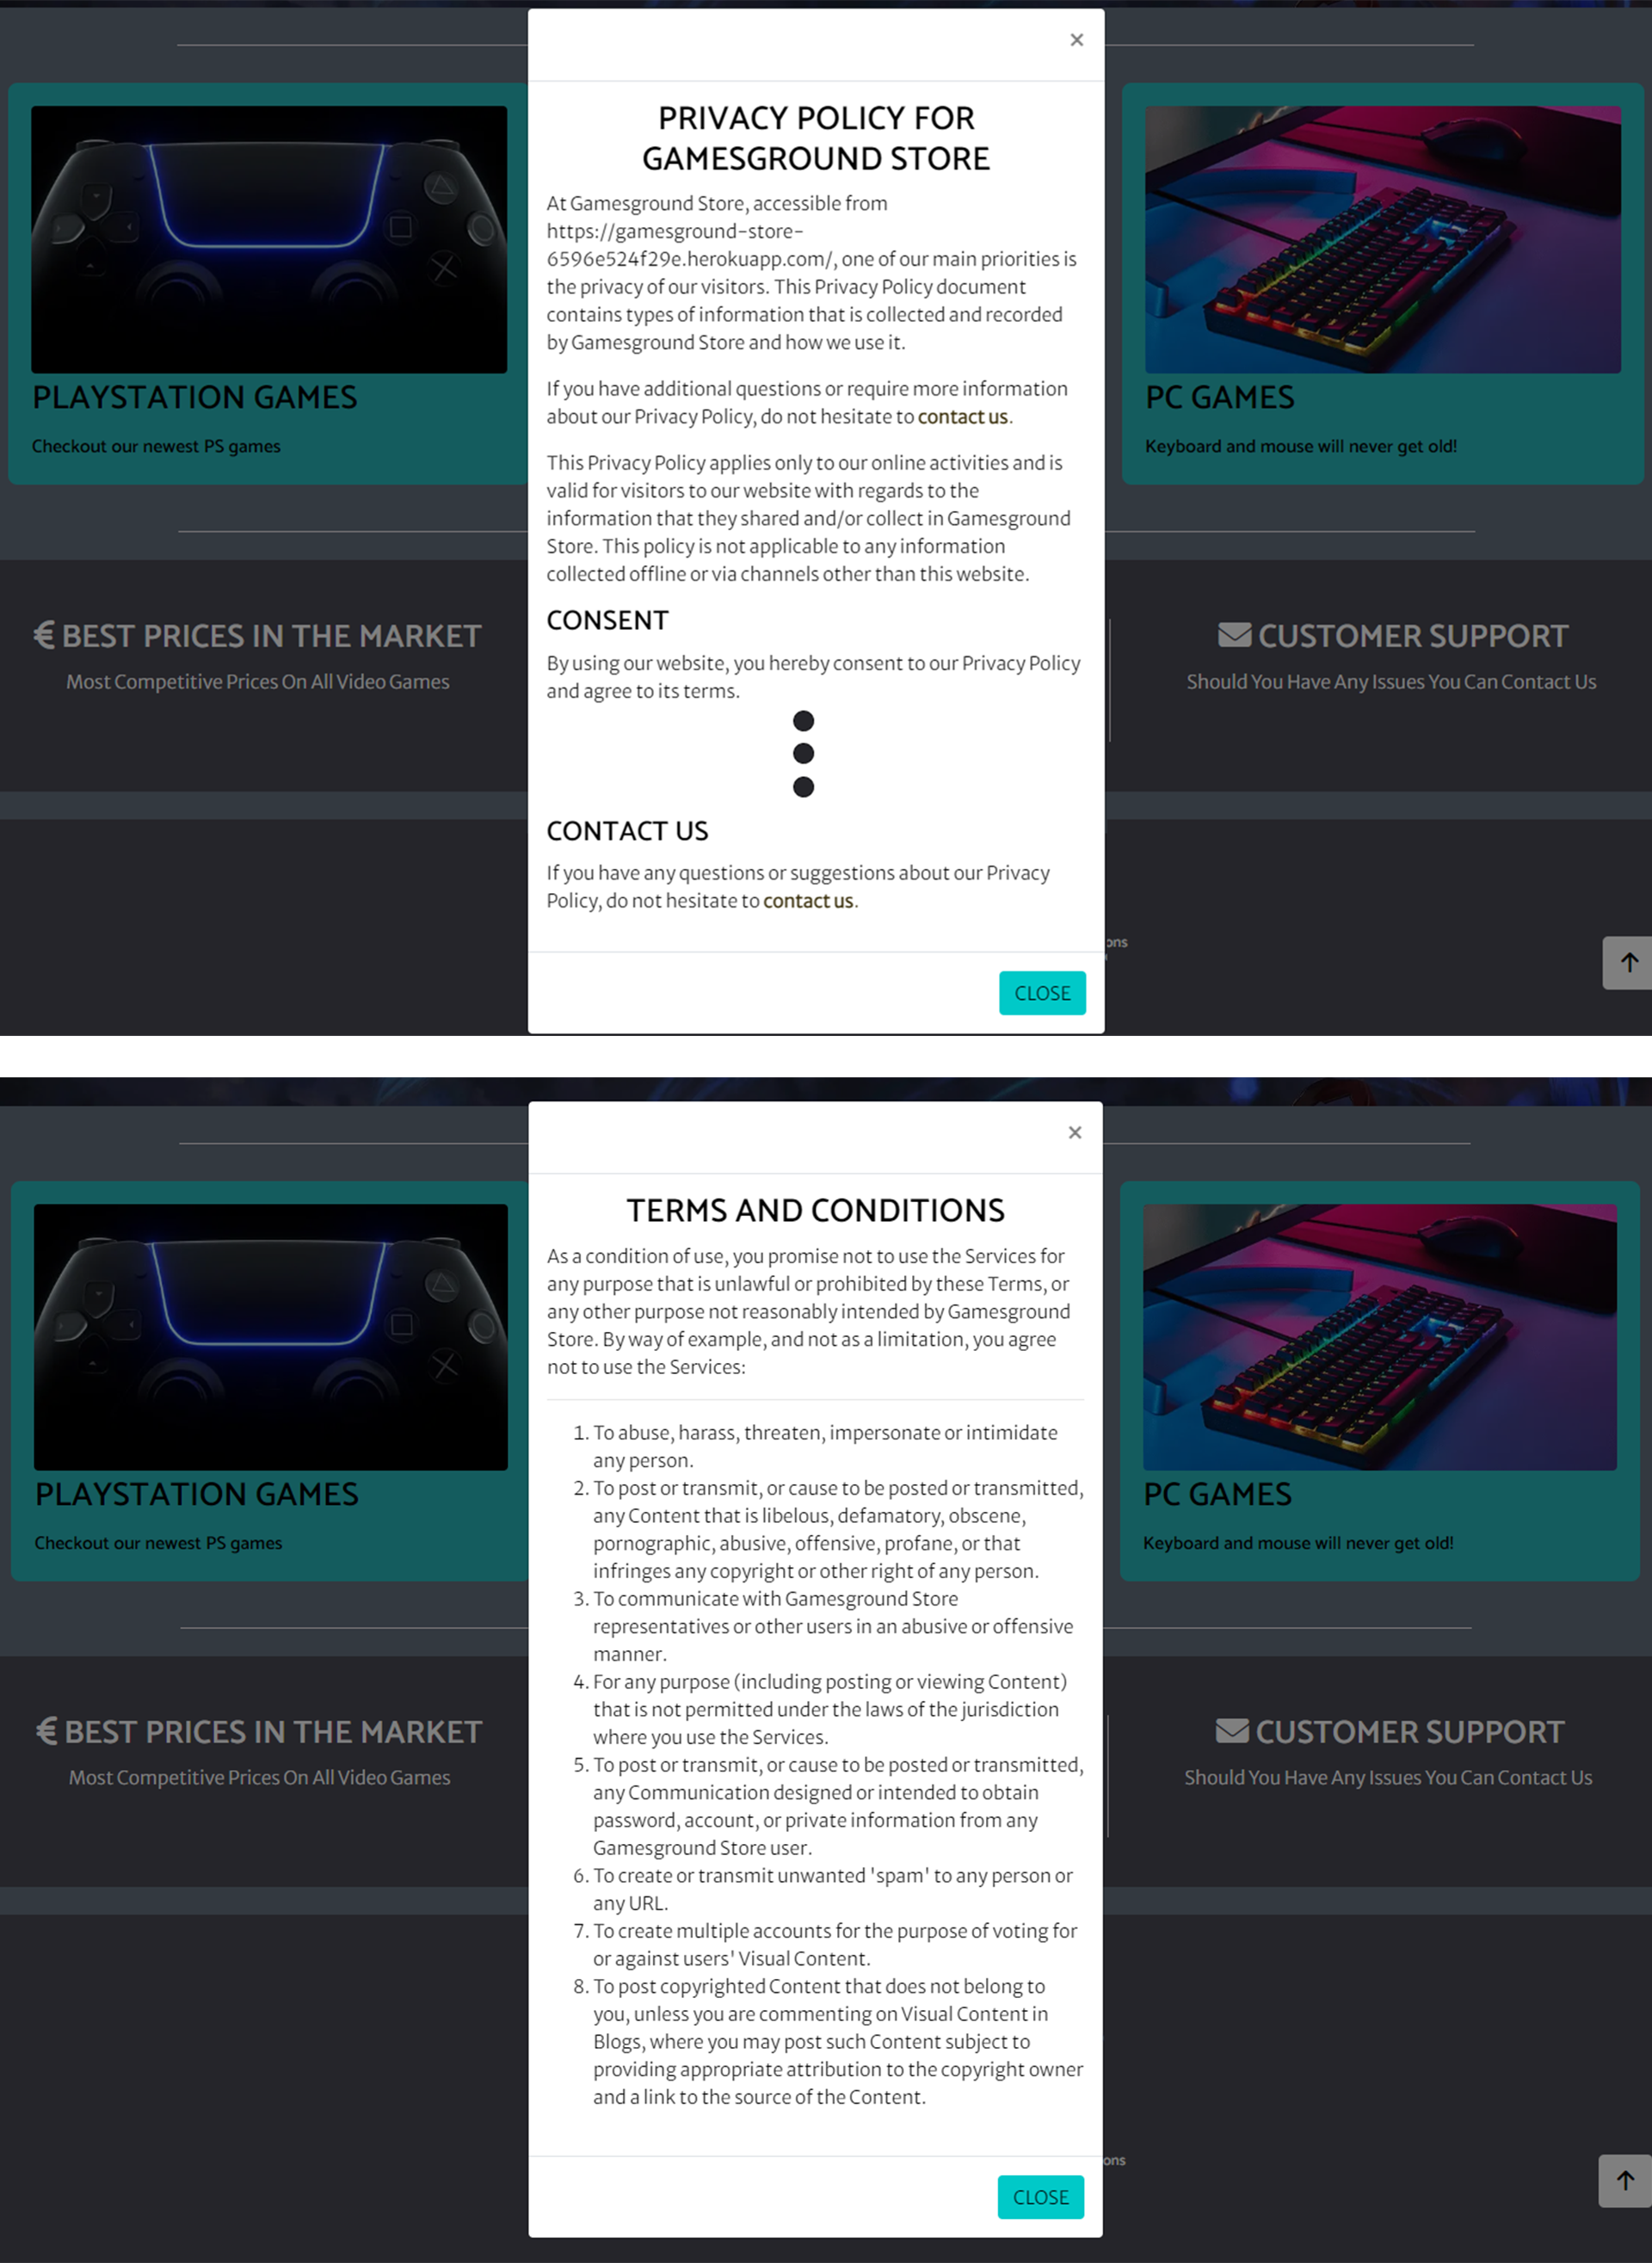 ×
PRIVACY POLICY FOR
GAMESGROUND STORE
At Gamesground Store, accessible from
https://gamesground-store-
6596e524f29e.herokuapp.com/, one of our main priorities is
the privacy of our visitors. This Privacy Policy document
contains types of information that is collected and recorded
by Gamesground Store and how we use it.
If you have additional questions or require more information
about our Privacy Policy, do not hesitate to contact us.
This Privacy Policy applies only to our online activities and is
valid for visitors to our website with regards to the
information that they shared and/or collect in Gamesground
Store. This policy is not applicable to any information
collected offline or via channels other than this website.
CONSENT
By using our website, you hereby consent to our Privacy Policy
and agree to its terms.
CONTACT US
If you have any questions or suggestions about our Privacy
Policy, do not hesitate to contact us.
CLOSE
PLAYSTATION GAMES
Checkout our newest PS games
PC GAMES
Keyboard and mouse will never get old!
€ BEST PRICES IN THE MARKET
Most Competitive Prices On All Video Games
CUSTOMER SUPPORT
Should You Have Any Issues You Can Contact Us
ons
×
TERMS AND CONDITIONS
As a condition of use, you promise not to use the Services for
any purpose that is unlawful or prohibited by these Terms, or
any other purpose not reasonably intended by Gamesground
Store. By way of example, and not as a limitation, you agree
not to use the Services:
1. To abuse, harass, threaten, impersonate or intimidate
any person.
2. To post or transmit, or cause to be posted or transmitted,
any Content that is libelous, defamatory, obscene,
pornographic, abusive, offensive, profane, or that
infringes any copyright or other right of any person.
3. To communicate with Gamesground Store
representatives or other users in an abusive or offensive
manner.
4. For any purpose (including posting or viewing Content)
that is not permitted under the laws of the jurisdiction
where you use the Services.
5. To post or transmit, or cause to be posted or transmitted,
any Communication designed or intended to obtain
password, account, or private information from any
Gamesground Store user.
6. To create or transmit unwanted 'spam' to any person or
any URL.
7. To create multiple accounts for the purpose of voting for
or against users' Visual Content.
8. To post copyrighted Content that does not belong to
you, unless you are commenting on Visual Content in
Blogs, where you may post such Content subject to
providing appropriate attribution to the copyright owner
and a link to the source of the Content.
CLOSE
PLAYSTATION GAMES
Checkout our newest PS games
PC GAMES
Keyboard and mouse will never get old!
€ BEST PRICES IN THE MARKET
Most Competitive Prices On All Video Games
CUSTOMER SUPPORT
Should You Have Any Issues You Can Contact Us
ons